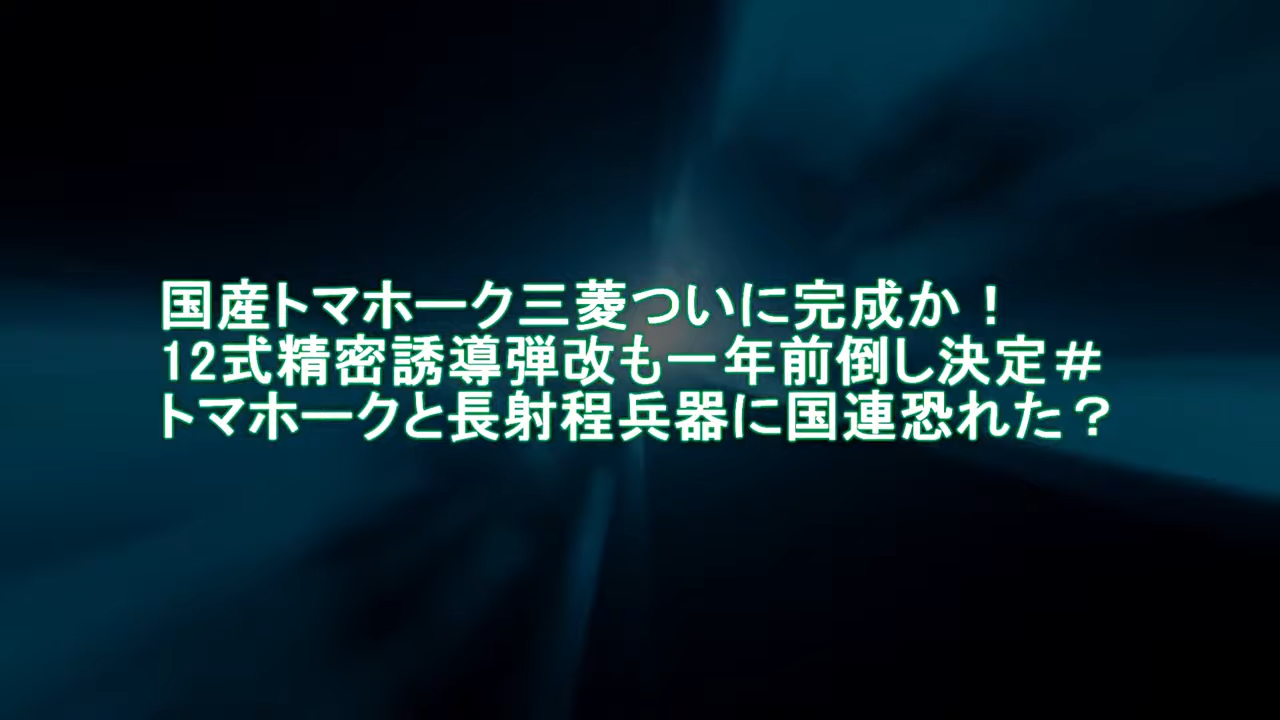 国産トマホーク三菱ついに完成か！
12式精密誘導弾改も一年前倒し決定＃
トマホークと長射程兵器に国連恐れた？